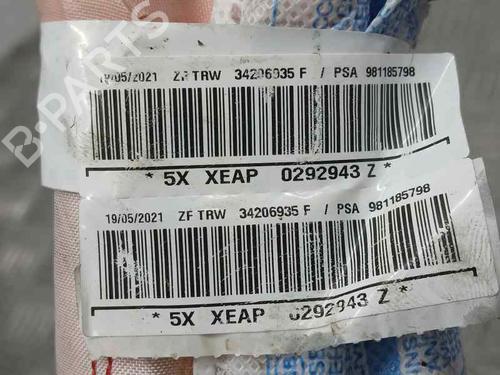 B-PARTS
19/05/2021 ZF TRW 34206935 F / PSA 981185798
* 5X XEAP 0292943 Z *
19/05/2021 ZF TRW 34206935 F / PSA 981185798
* 5X XEAP 0292943 Z *